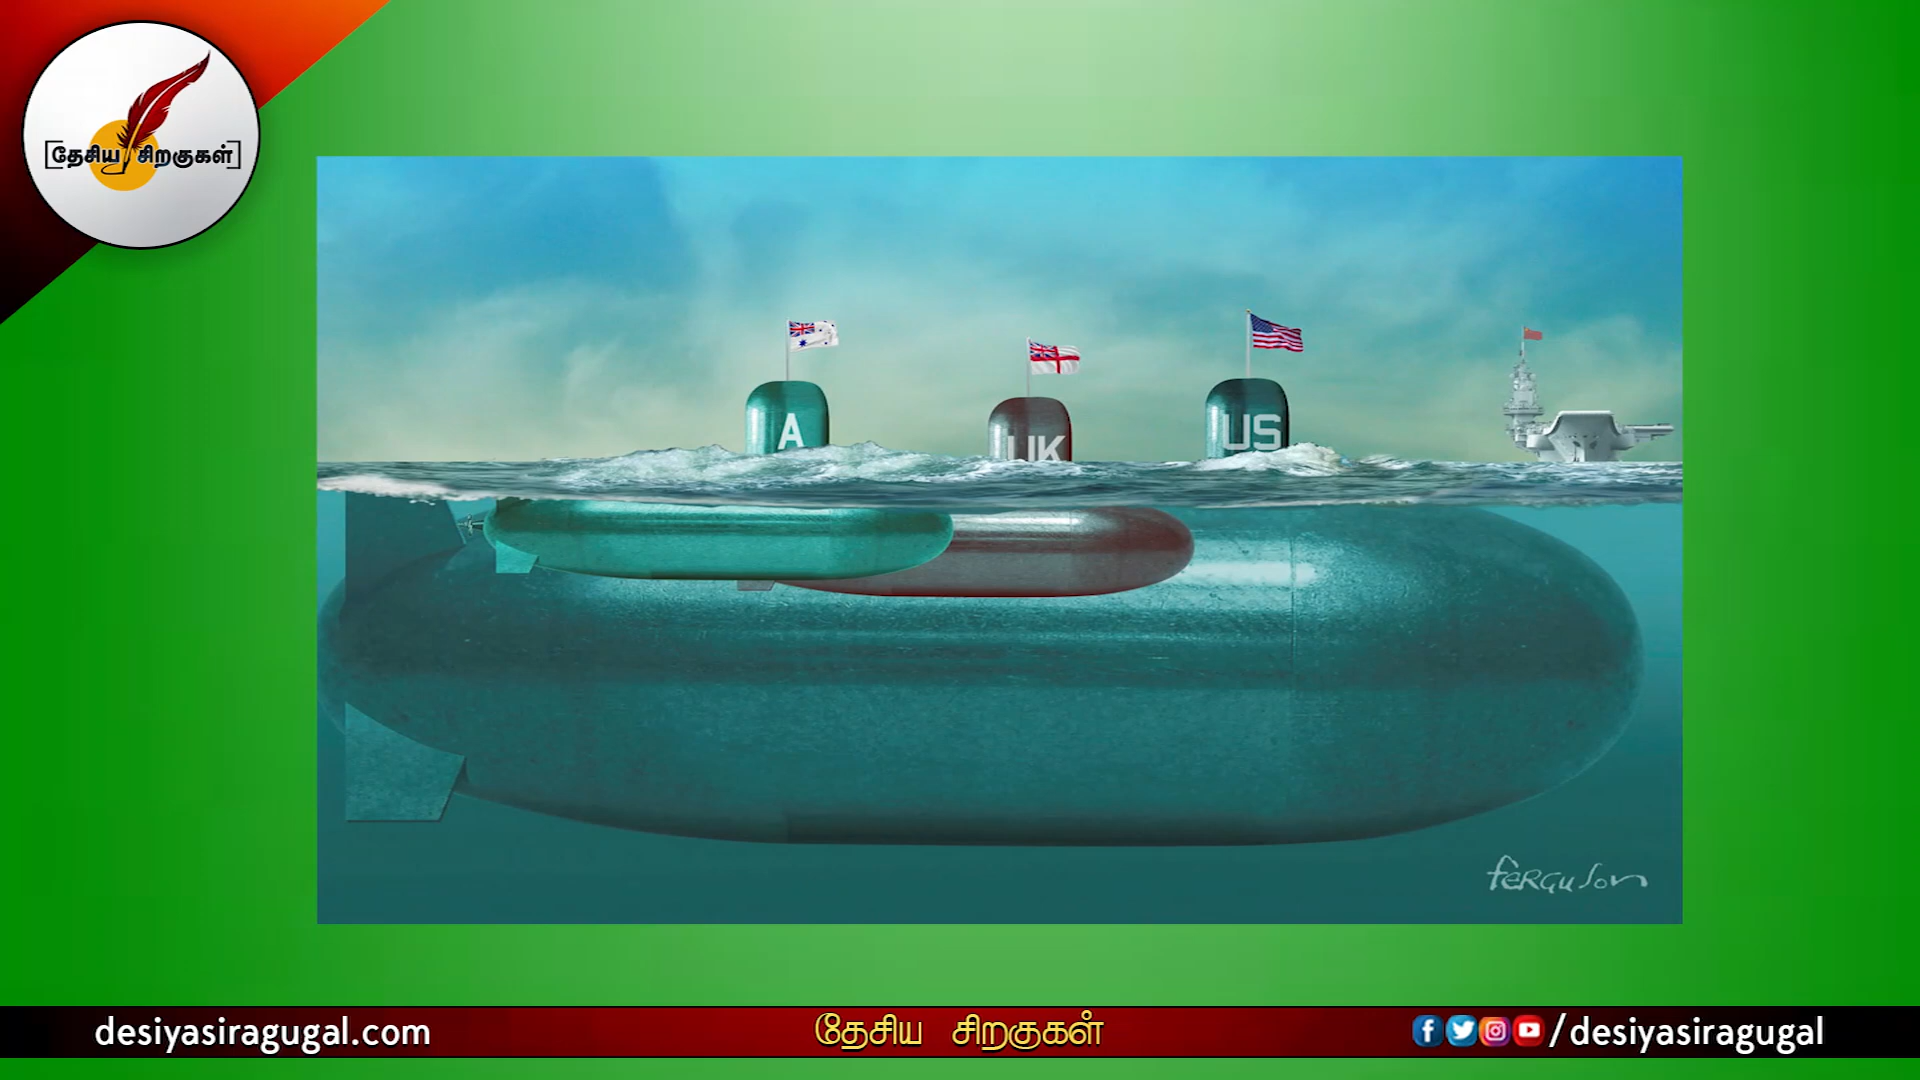 [தேசிய சிறகுகள்]
A
UK
US
FERGUSON
desiyasiragugal.com
தேசிய சிறகுகள்
/desiyasiragugal